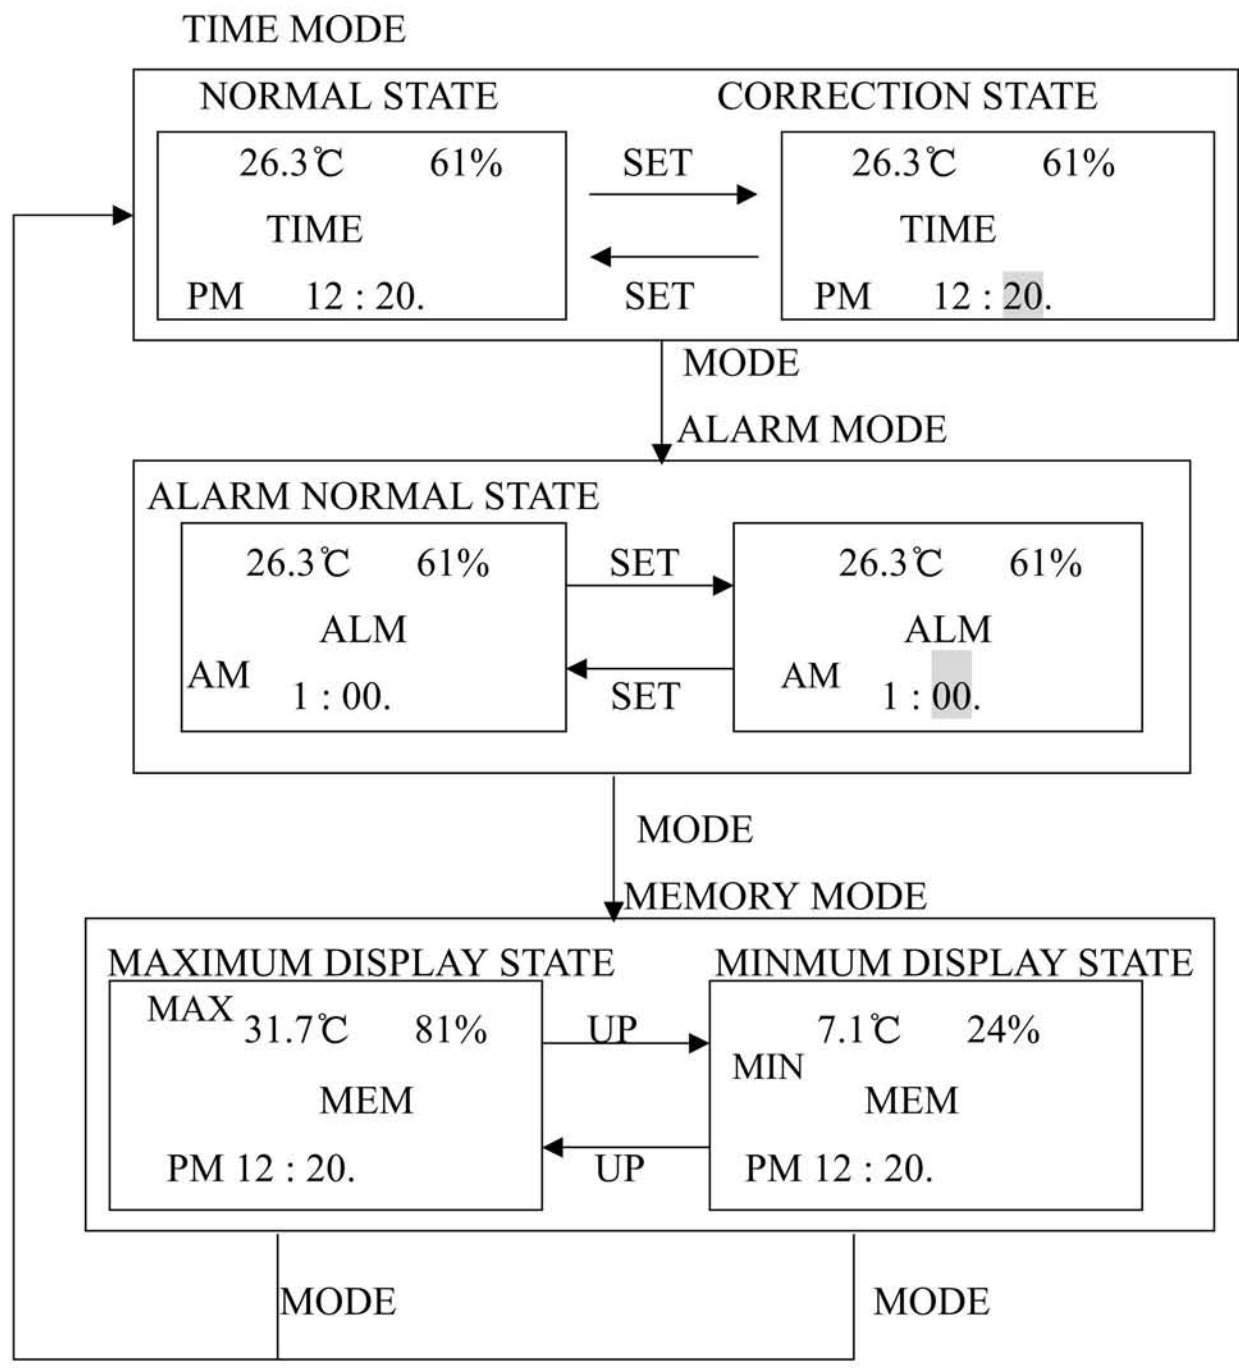 TIME MODE
NORMAL STATE
CORRECTION STATE
26.3℃ 61%
TIME
PM 12 : 20.
SET
SET
26.3℃ 61%
TIME
PM 12 : 20.
MODE
ALARM MODE
ALARM NORMAL STATE
26.3℃ 61%
ALM
AM 1 : 00.
SET
SET
26.3℃ 61%
ALM
AM 1 : 00.
MODE
MEMORY MODE
MAXIMUM DISPLAY STATE
MINMUM DISPLAY STATE
MAX 31.7℃ 81%
MEM
PM 12 : 20.
UP
UP
7.1℃ 24%
MIN
MEM
PM 12 : 20.
MODE
MODE